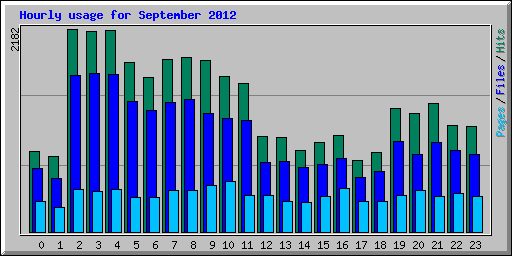 Hourly usage for September 2012
2182
Pages / Files / Hits
0 1 2 3 4 5 6 7 8 9 10 11 12 13 14 15 16 17 18 19 20 21 22 23